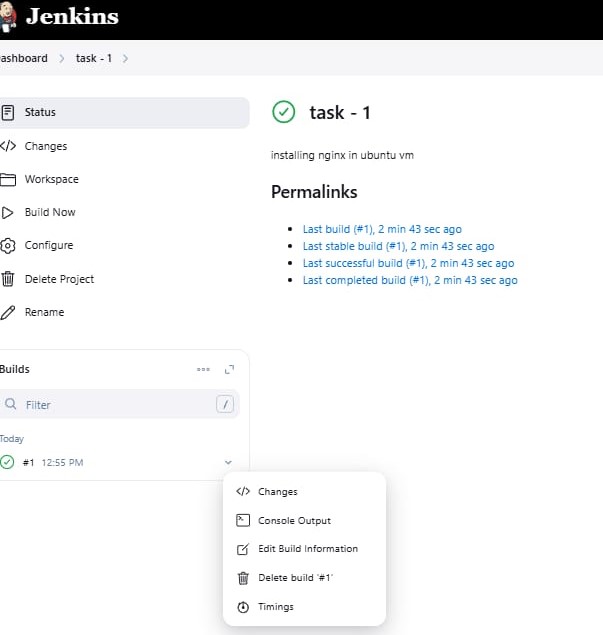 Jenkins
ashboard > task - 1 >
Status
Changes
Workspace
Build Now
Configure
Delete Project
Rename
task - 1
installing nginx in ubuntu vm
Permalinks
Last build (#1), 2 min 43 sec ago
Last stable build (#1), 2 min 43 sec ago
Last successful build (#1), 2 min 43 sec ago
Last completed build (#1), 2 min 43 sec ago
Builds
Filter /
Today
#1 12:55 PM
Changes
Console Output
Edit Build Information
Delete build '#1'
Timings